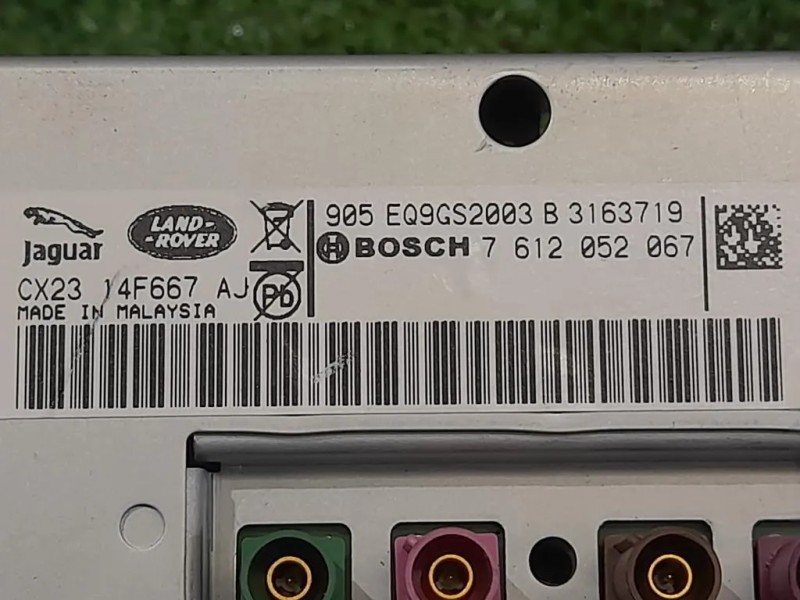 Jaguar
LAND-
-ROVER
CX23 14F667 AJ
MADE IN MALAYSIA
Pb
905 EQ9GS2003 B 3163719
H BOSCH 7 612 052 067